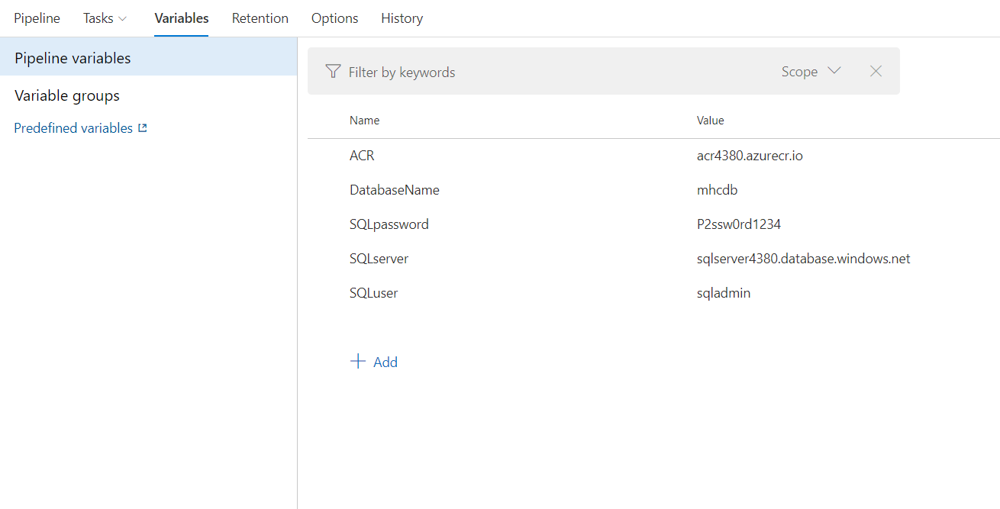 Pipeline Tasks Variables Retention Options History
Pipeline variables
Variable groups
Predefined variables
Filter by keywords Scope
Name Value
ACR acr4380.azurecr.io
DatabaseName mhcdb
SQLpassword P2ssw0rd1234
SQLserver sqlserver4380.database.windows.net
SQLuser sqladmin
Add